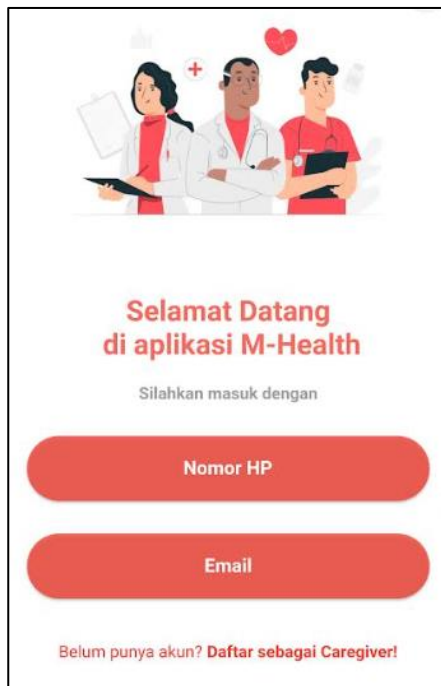 Selamat Datang
di aplikasi M-Health
Silahkan masuk dengan
Nomor HP
Email
Belum punya akun? Daftar sebagai Caregiver!